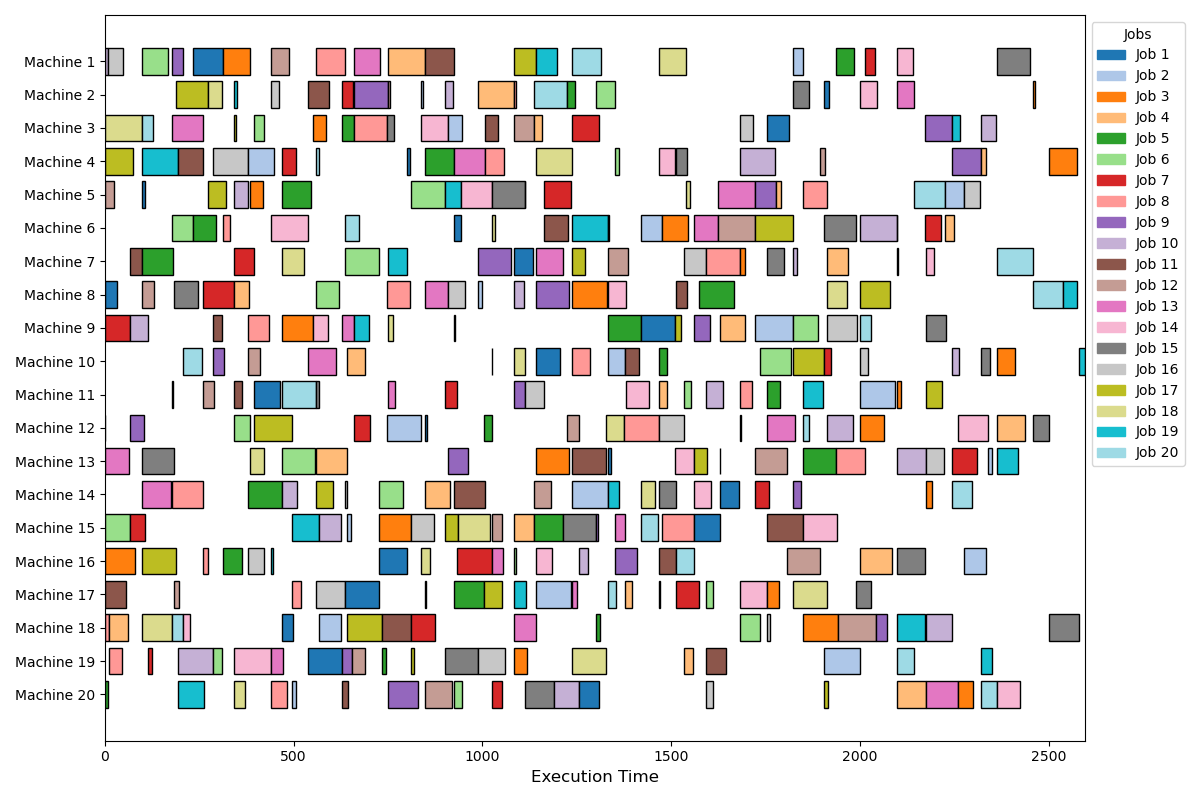 Machine 1
Machine 2
Machine 3
Machine 4
Machine 5
Machine 6
Machine 7
Machine 8
Machine 9
Machine 10
Machine 11
Machine 12
Machine 13
Machine 14
Machine 15
Machine 16
Machine 17
Machine 18
Machine 19
Machine 20
0 500 1000 1500 2000 2500
Execution Time
Jobs
Job 1
Job 2
Job 3
Job 4
Job 5
Job 6
Job 7
Job 8
Job 9
Job 10
Job 11
Job 12
Job 13
Job 14
Job 15
Job 16
Job 17
Job 18
Job 19
Job 20